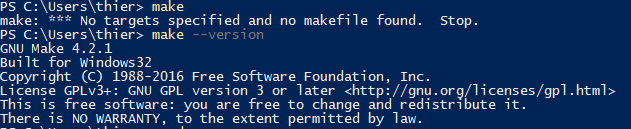 PS C:\Users\thier> make
make: *** No targets specified and no makefile found.  Stop.
PS C:\Users\thier> make --version
GNU Make 4.2.1
Built for Windows32
Copyright (C) 1988-2016 Free Software Foundation, Inc.
License GPLv3+: GNU GPL version 3 or later <http://gnu.org/licenses/gpl.html>
This is free software: you are free to change and redistribute it.
There is NO WARRANTY, to the extent permitted by law.